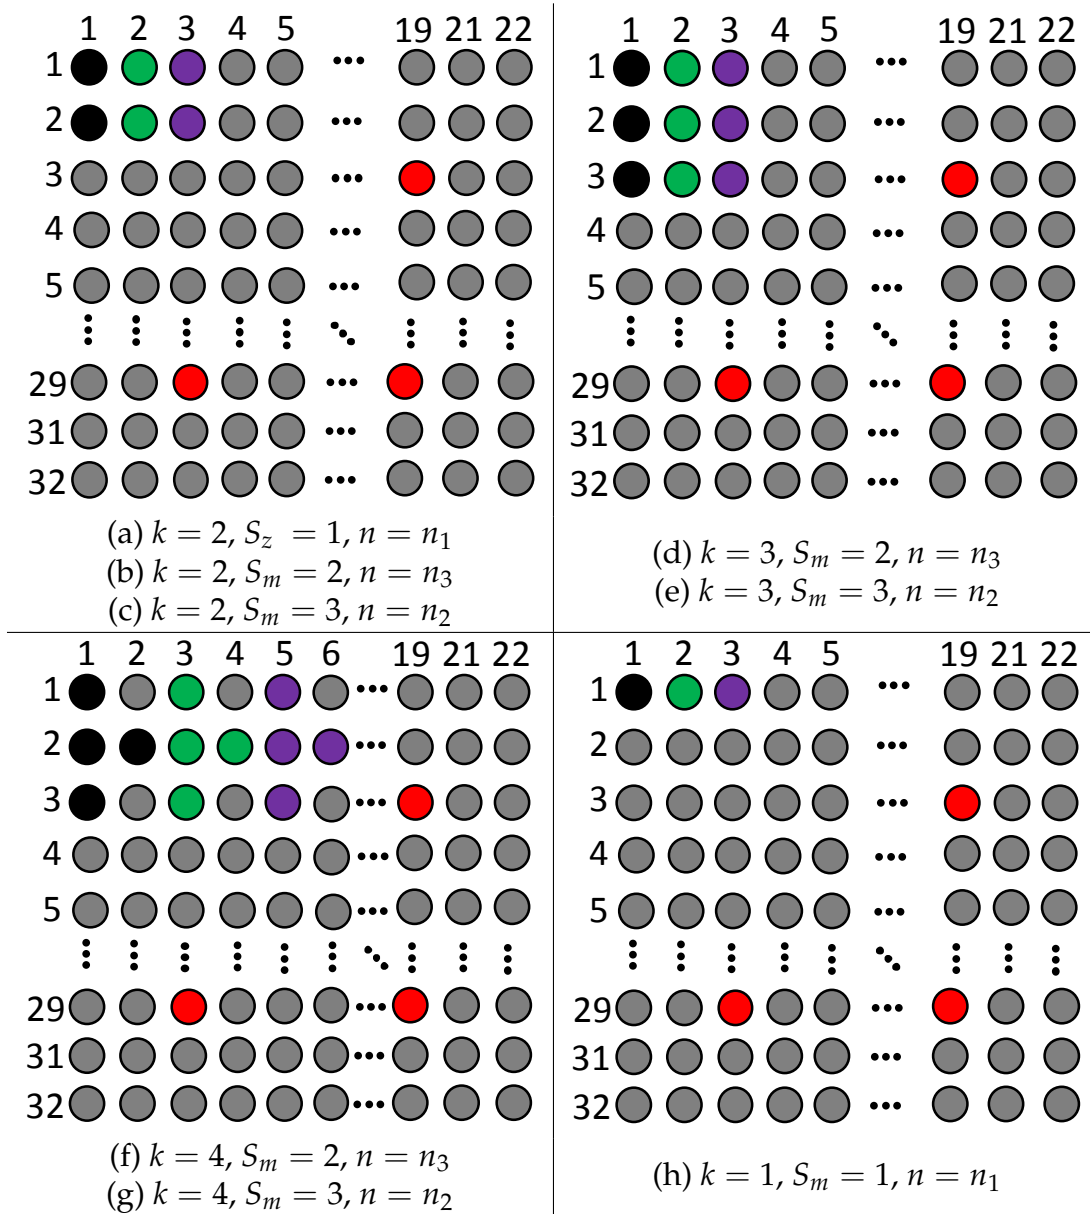 1 2 3 4 5 19 21 22
1 ...
2 ...
3 ...
4 ...
5 ...
29 ...
31 ...
32 ...
(a) k = 2, S_z = 1, n = n_1
(b) k = 2, S_m = 2, n = n_3
(c) k = 2, S_m = 3, n = n_2
1 2 3 4 5 19 21 22
1 ...
2 ...
3 ...
4 ...
5 ...
29 ...
31 ...
32 ...
(d) k = 3, S_m = 2, n = n_3
(e) k = 3, S_m = 3, n = n_2
1 2 3 4 5 6 19 21 22
1 ...
2 ...
3 ...
4 ...
5 ...
29 ...
31 ...
32 ...
(f) k = 4, S_m = 2, n = n_3
(g) k = 4, S_m = 3, n = n_2
1 2 3 4 5 19 21 22
1 ...
2 ...
3 ...
4 ...
5 ...
29 ...
31 ...
32 ...
(h) k = 1, S_m = 1, n = n_1